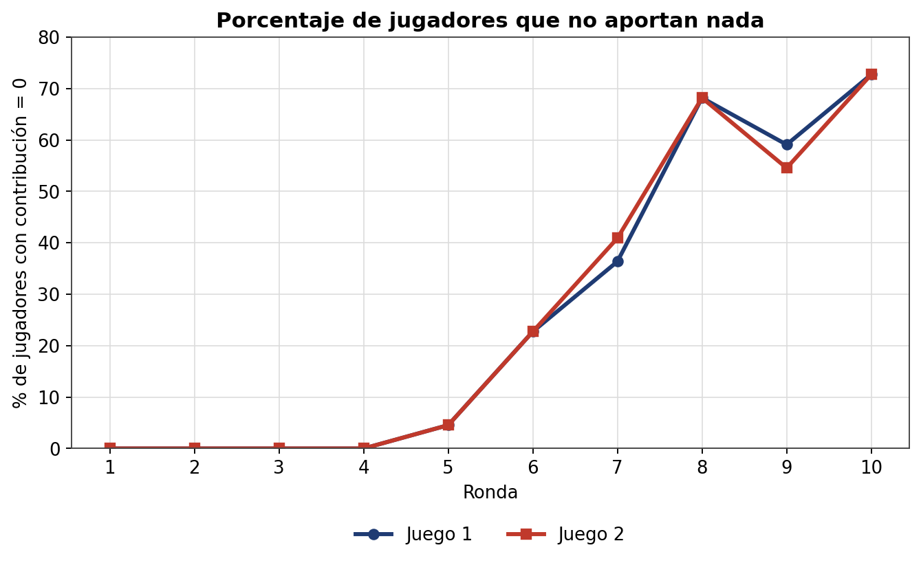 Porcentaje de jugadores que no aportan nada
% de jugadores con contribución = 0
80
70
60
50
40
30
20
10
0
1 2 3 4 5 6 7 8 9 10
Ronda
Juego 1 Juego 2